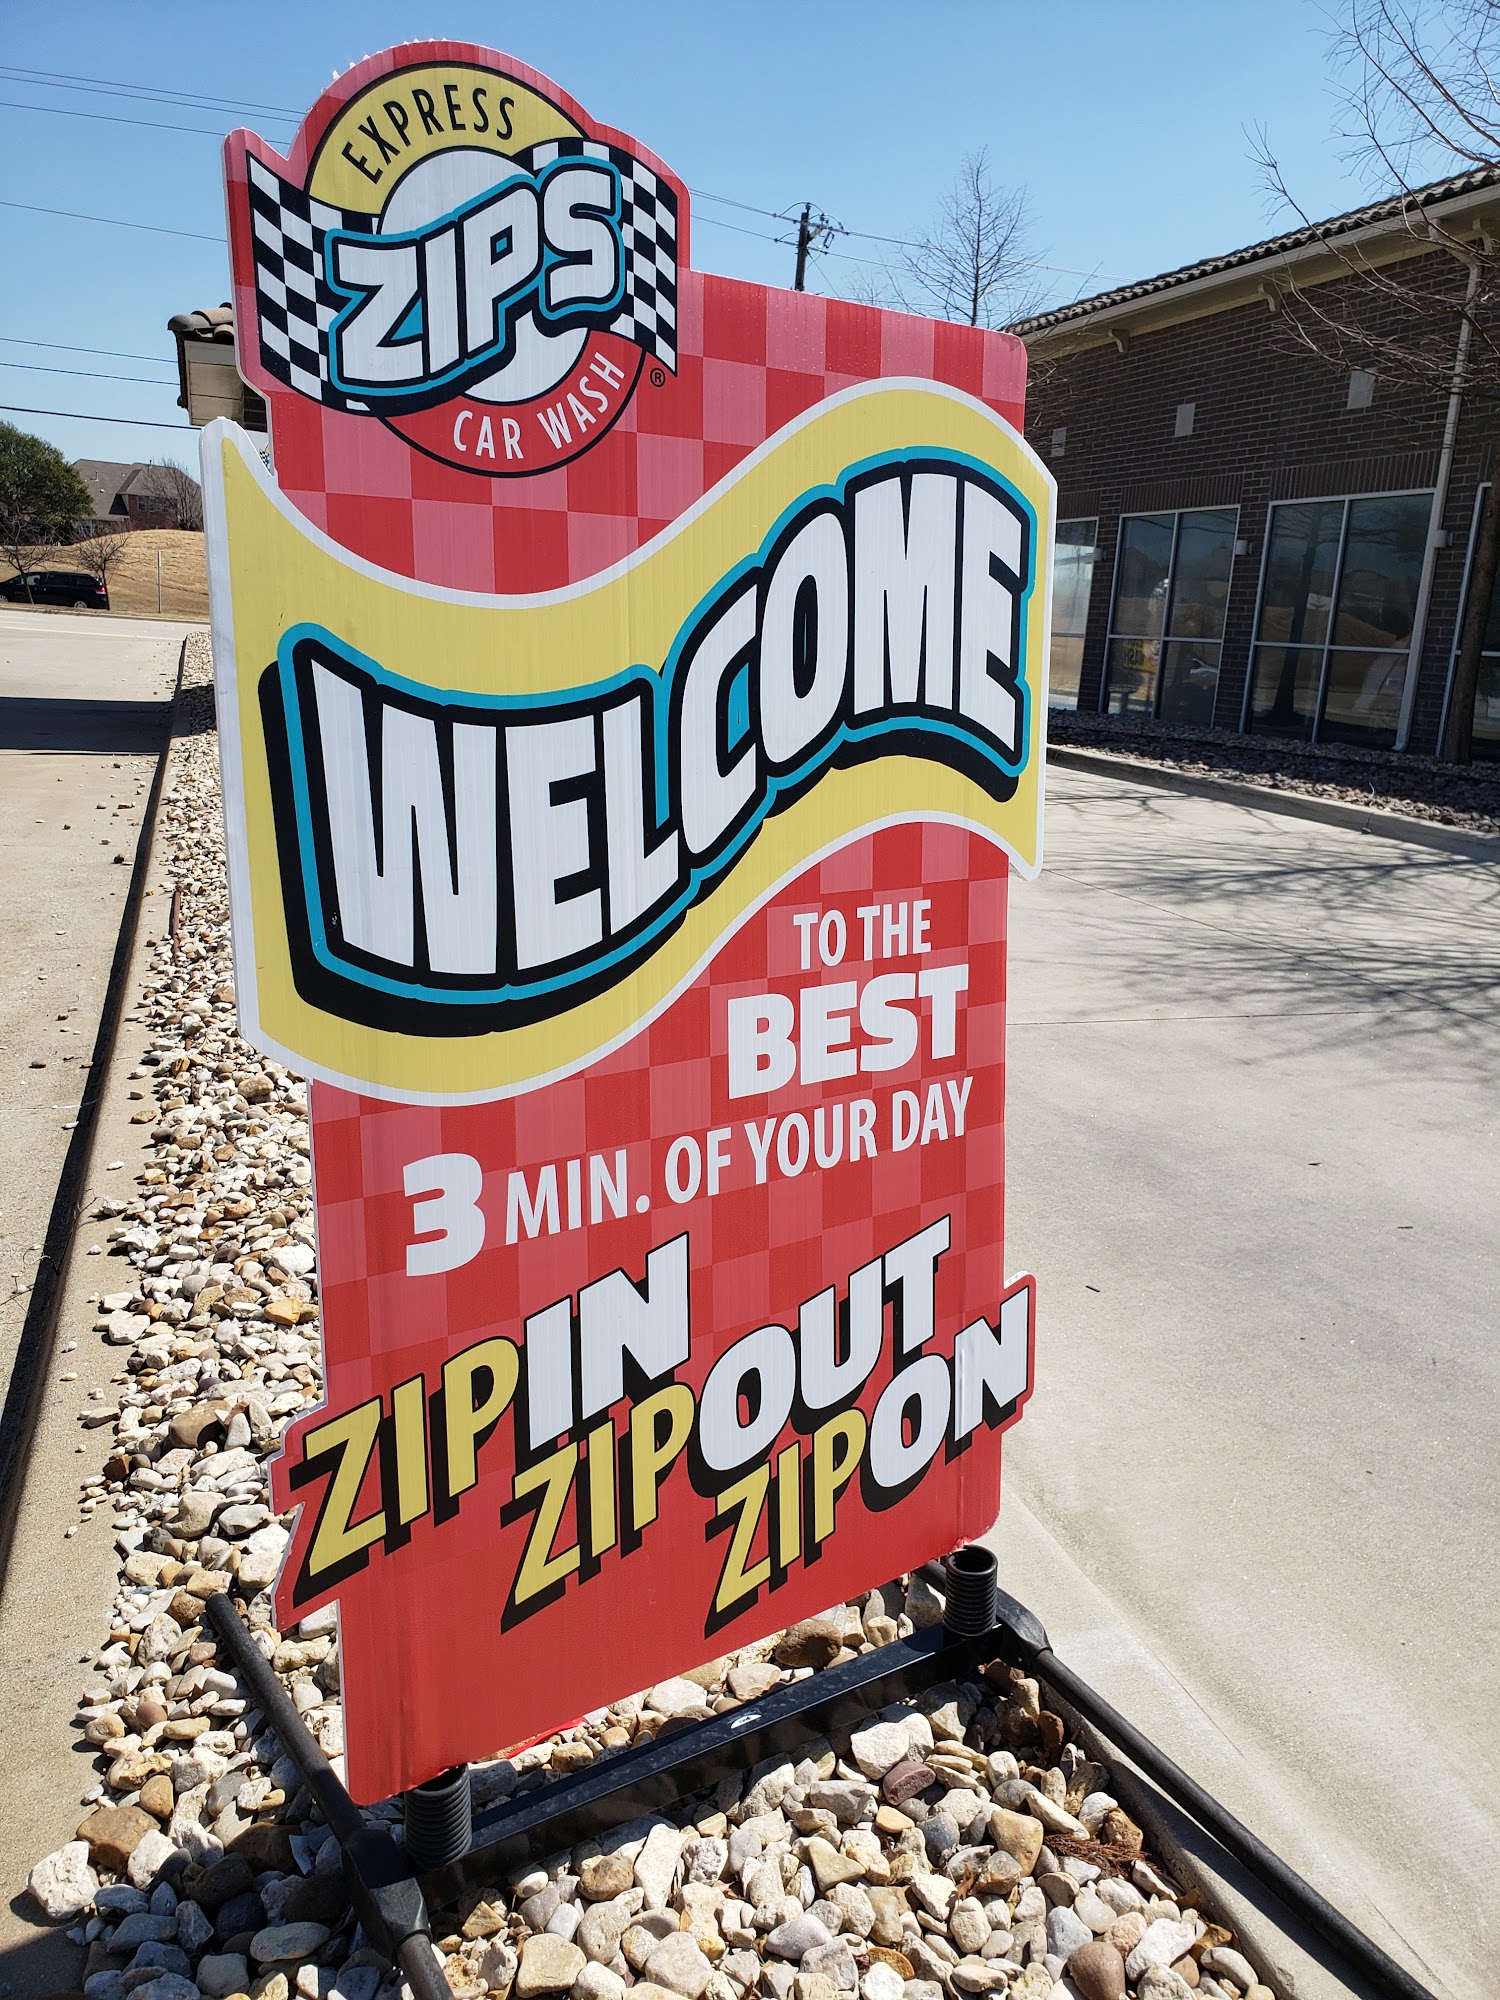 EXPRESS
ZIPS
CAR WASH
®
WELCOME
TO THE
BEST
3 MIN. OF YOUR DAY
ZIPIN
ZIPOUT
ZIPON